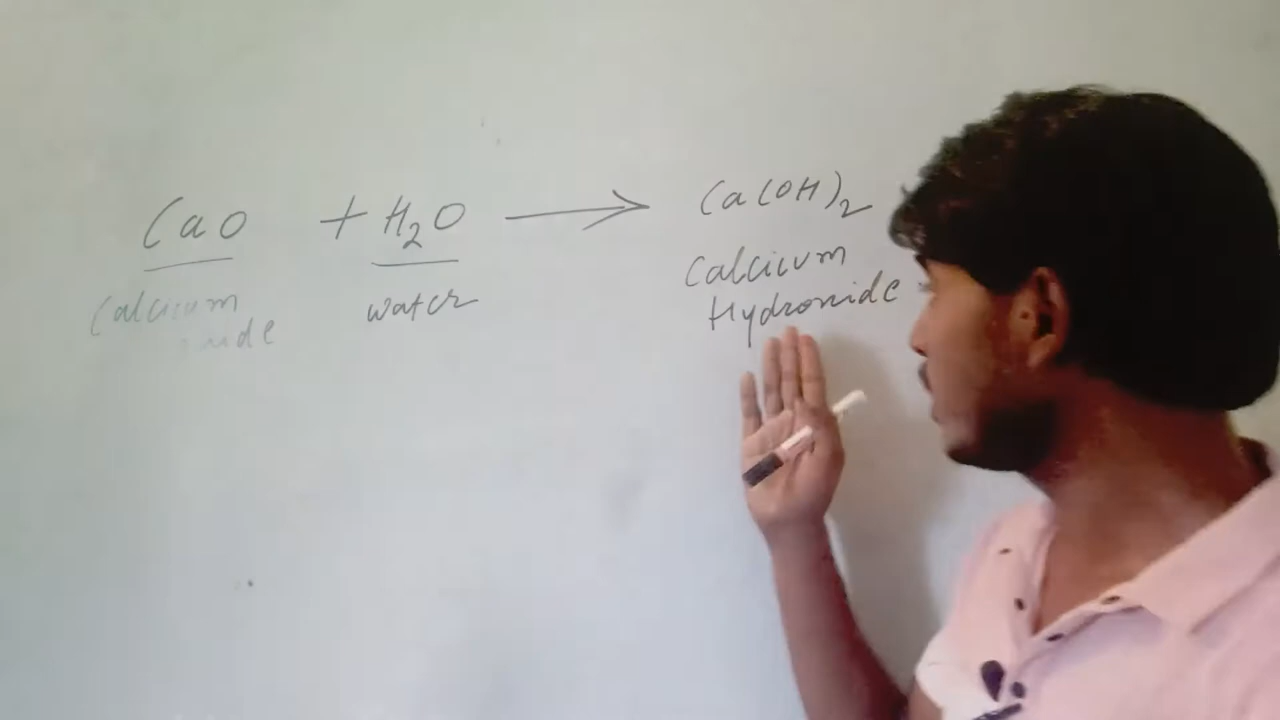 CaO + H₂O ⟶ Ca(OH)₂
Calcium
water
Calcium
Hydroxide